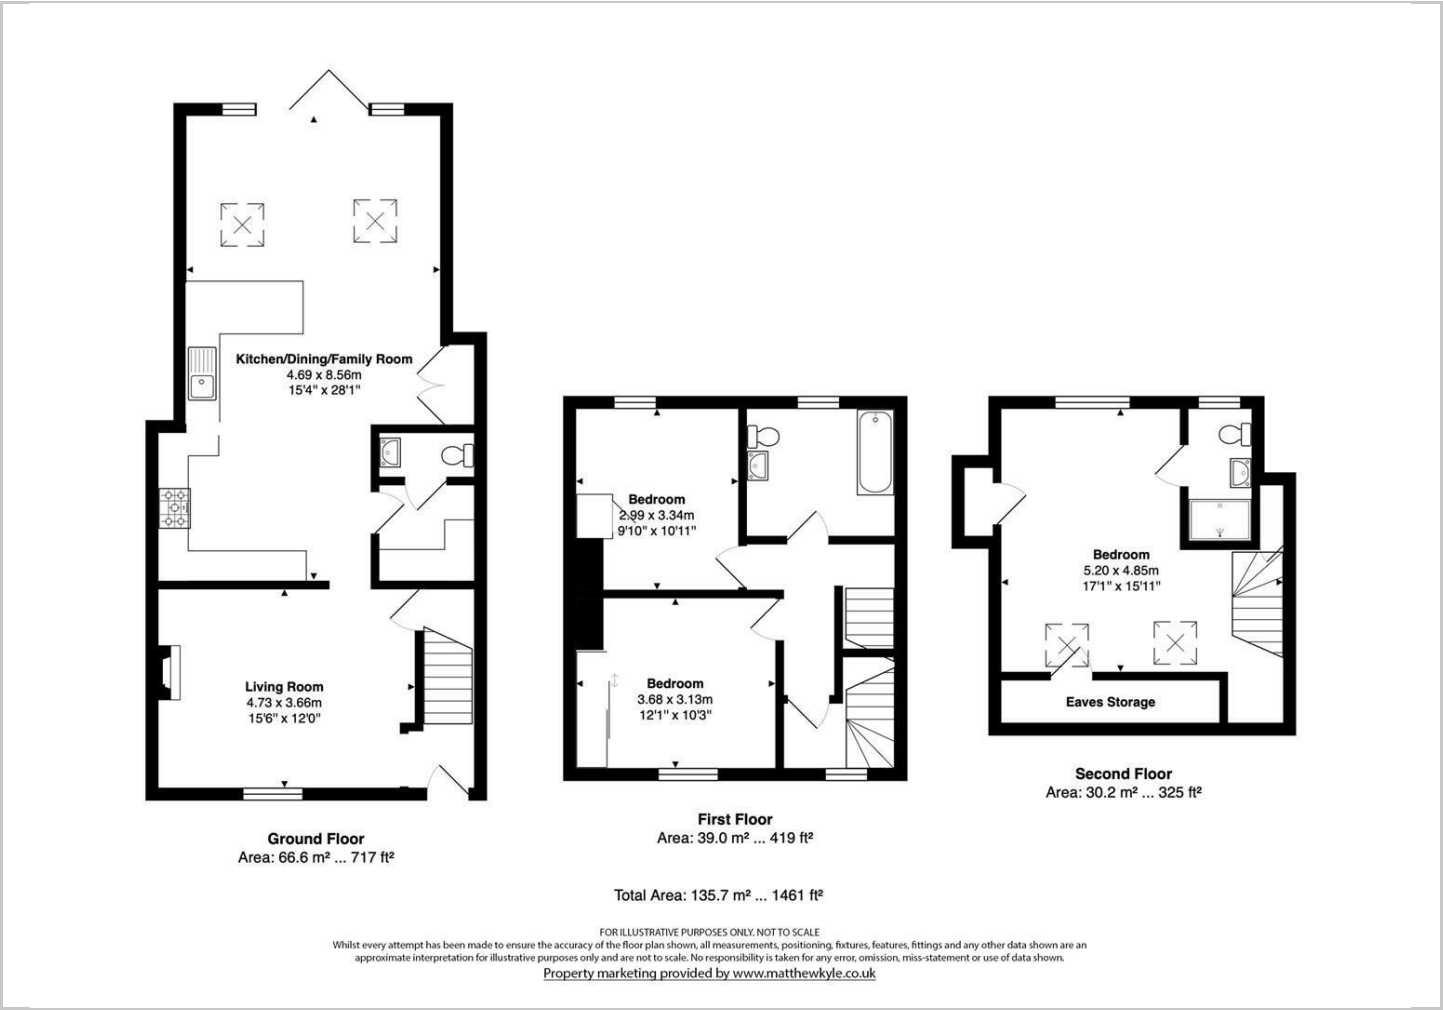 Kitchen/Dining/Family Room
4.69 x 8.56m
15'4" x 28'1"
Living Room
4.73 x 3.66m
15'6" x 12'0"
Ground Floor
Area: 66.6 m² ... 717 ft²
Bedroom
2.99 x 3.34m
9'10" x 10'11"
Bedroom
3.68 x 3.13m
12'1" x 10'3"
First Floor
Area: 39.0 m² ... 419 ft²
Bedroom
5.20 x 4.85m
17'1" x 15'11"
Eaves Storage
Second Floor
Area: 30.2 m² ... 325 ft²
Total Area: 135.7 m² ... 1461 ft²
FOR ILLUSTRATIVE PURPOSES ONLY. NOT TO SCALE
Whilst every attempt has been made to ensure the accuracy of the floor plan shown, all measurements, positioning, fixtures, features, fittings and any other data shown are an
approximate interpretation for illustrative purposes only and are not to scale. No responsibility is taken for any error, omission, miss-statement or use of data shown.
Property marketing provided by www.matthewkyle.co.uk